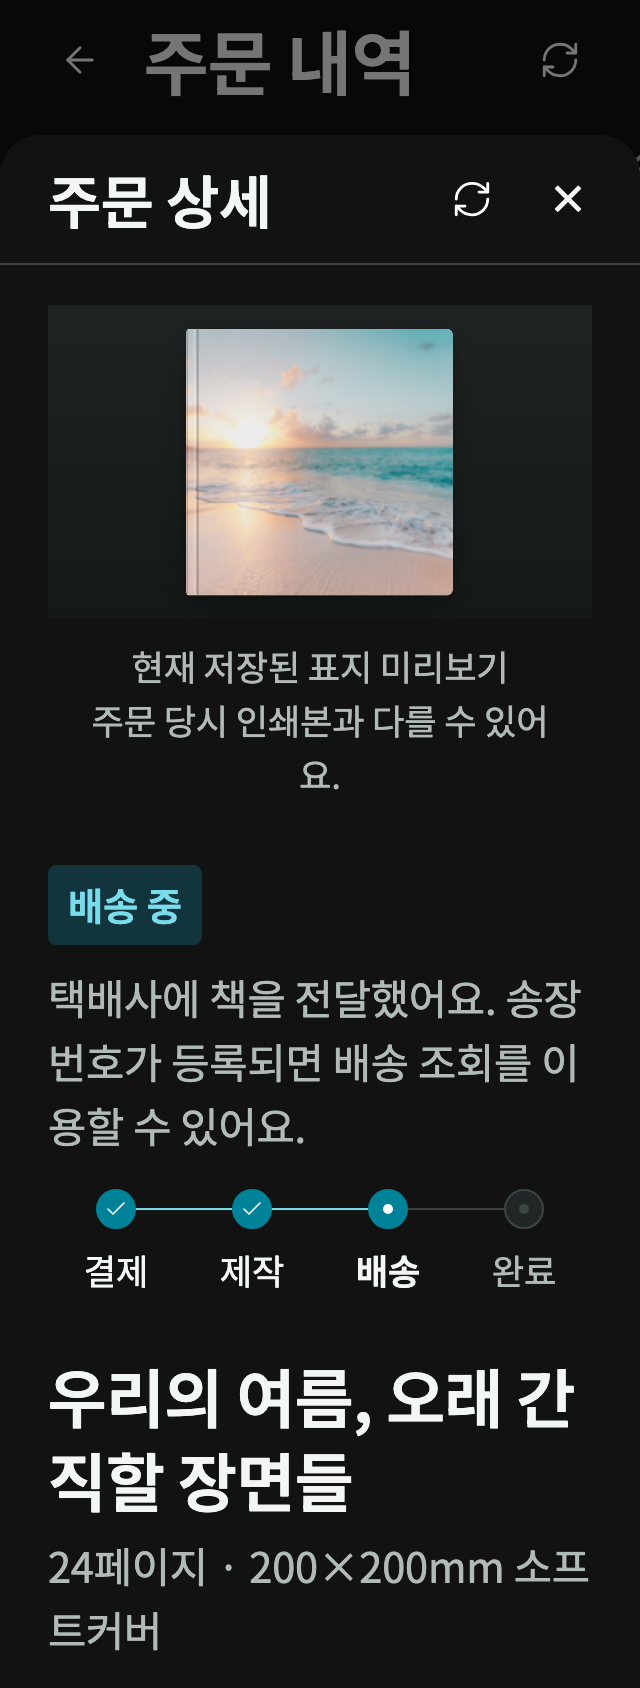 주문 내역
주문 상세
현재 저장된 표지 미리보기
주문 당시 인쇄본과 다를 수 있어
요.
배송 중
택배사에 책을 전달했어요. 송장
번호가 등록되면 배송 조회를 이
용할 수 있어요.
결제 제작 배송 완료
우리의 여름, 오래 간
직할 장면들
24페이지 · 200×200mm 소프
트커버